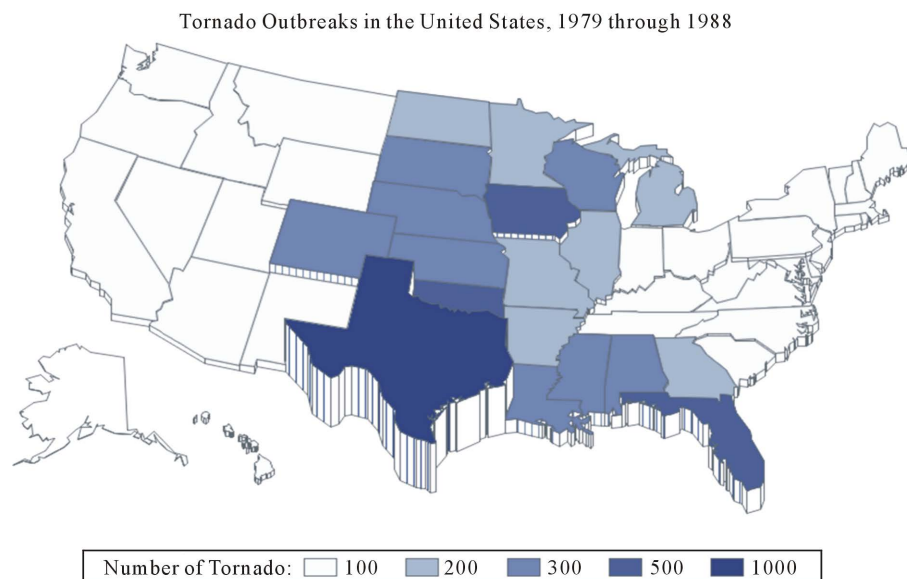 Tornado Outbreaks in the United States, 1979 through 1988
Number of Tornado: 100 200 300 500 1000